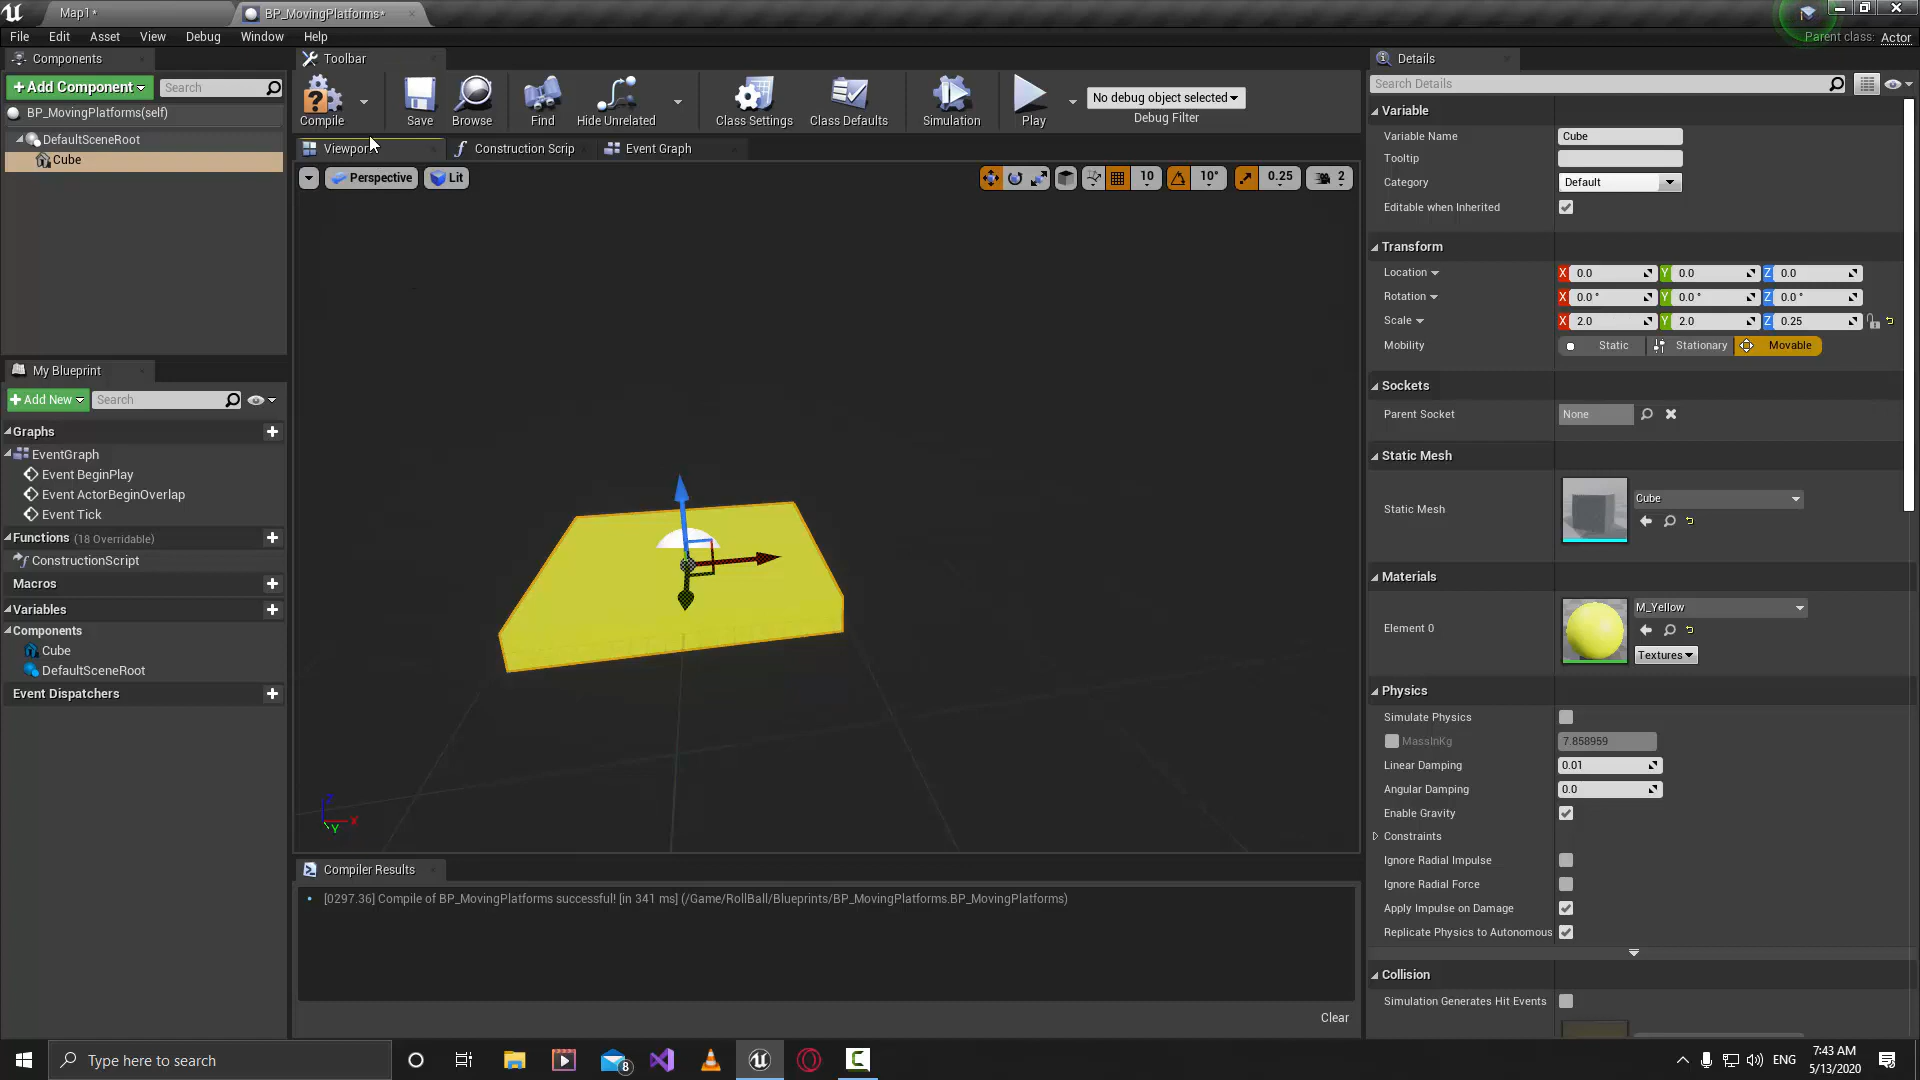 Map1*
BP_MovingPlatforms*
File Edit Asset View Debug Window Help
Parent class: Actor
Components
+Add Component
Search
BP_MovingPlatforms(self)
DefaultSceneRoot
Cube
Toolbar
Compile
Save
Browse
Find
Hide Unrelated
Class Settings
Class Defaults
Simulation
Play
No debug object selected
Debug Filter
Viewpor
Construction Scrip
Event Graph
Perspective
Lit
10
10°
0.25
2
X
Y
Z
My Blueprint
+Add New
Search
Graphs
EventGraph
Event BeginPlay
Event ActorBeginOverlap
Event Tick
Functions (18 Overridable)
ConstructionScript
Macros
Variables
Components
Cube
DefaultSceneRoot
Event Dispatchers
Compiler Results
[0297.36] Compile of BP_MovingPlatforms successful! [in 341 ms] (/Game/RollBall/Blueprints/BP_MovingPlatforms.BP_MovingPlatforms)
Clear
Details
Search Details
Variable
Variable Name Cube
Tooltip
Category Default
Editable when Inherited
Transform
Location X 0.0 Y 0.0 Z 0.0
Rotation X 0.0 ° Y 0.0 ° Z 0.0 °
Scale X 2.0 Y 2.0 Z 0.25
Mobility Static Stationary Movable
Sockets
Parent Socket None
Static Mesh
Static Mesh Cube
Materials
Element 0 M_Yellow
Textures
Physics
Simulate Physics
MassInKg 7.858959
Linear Damping 0.01
Angular Damping 0.0
Enable Gravity
Constraints
Ignore Radial Impulse
Ignore Radial Force
Apply Impulse on Damage
Replicate Physics to Autonomous
Collision
Simulation Generates Hit Events
Type here to search
8
ENG
7:43 AM
5/13/2020